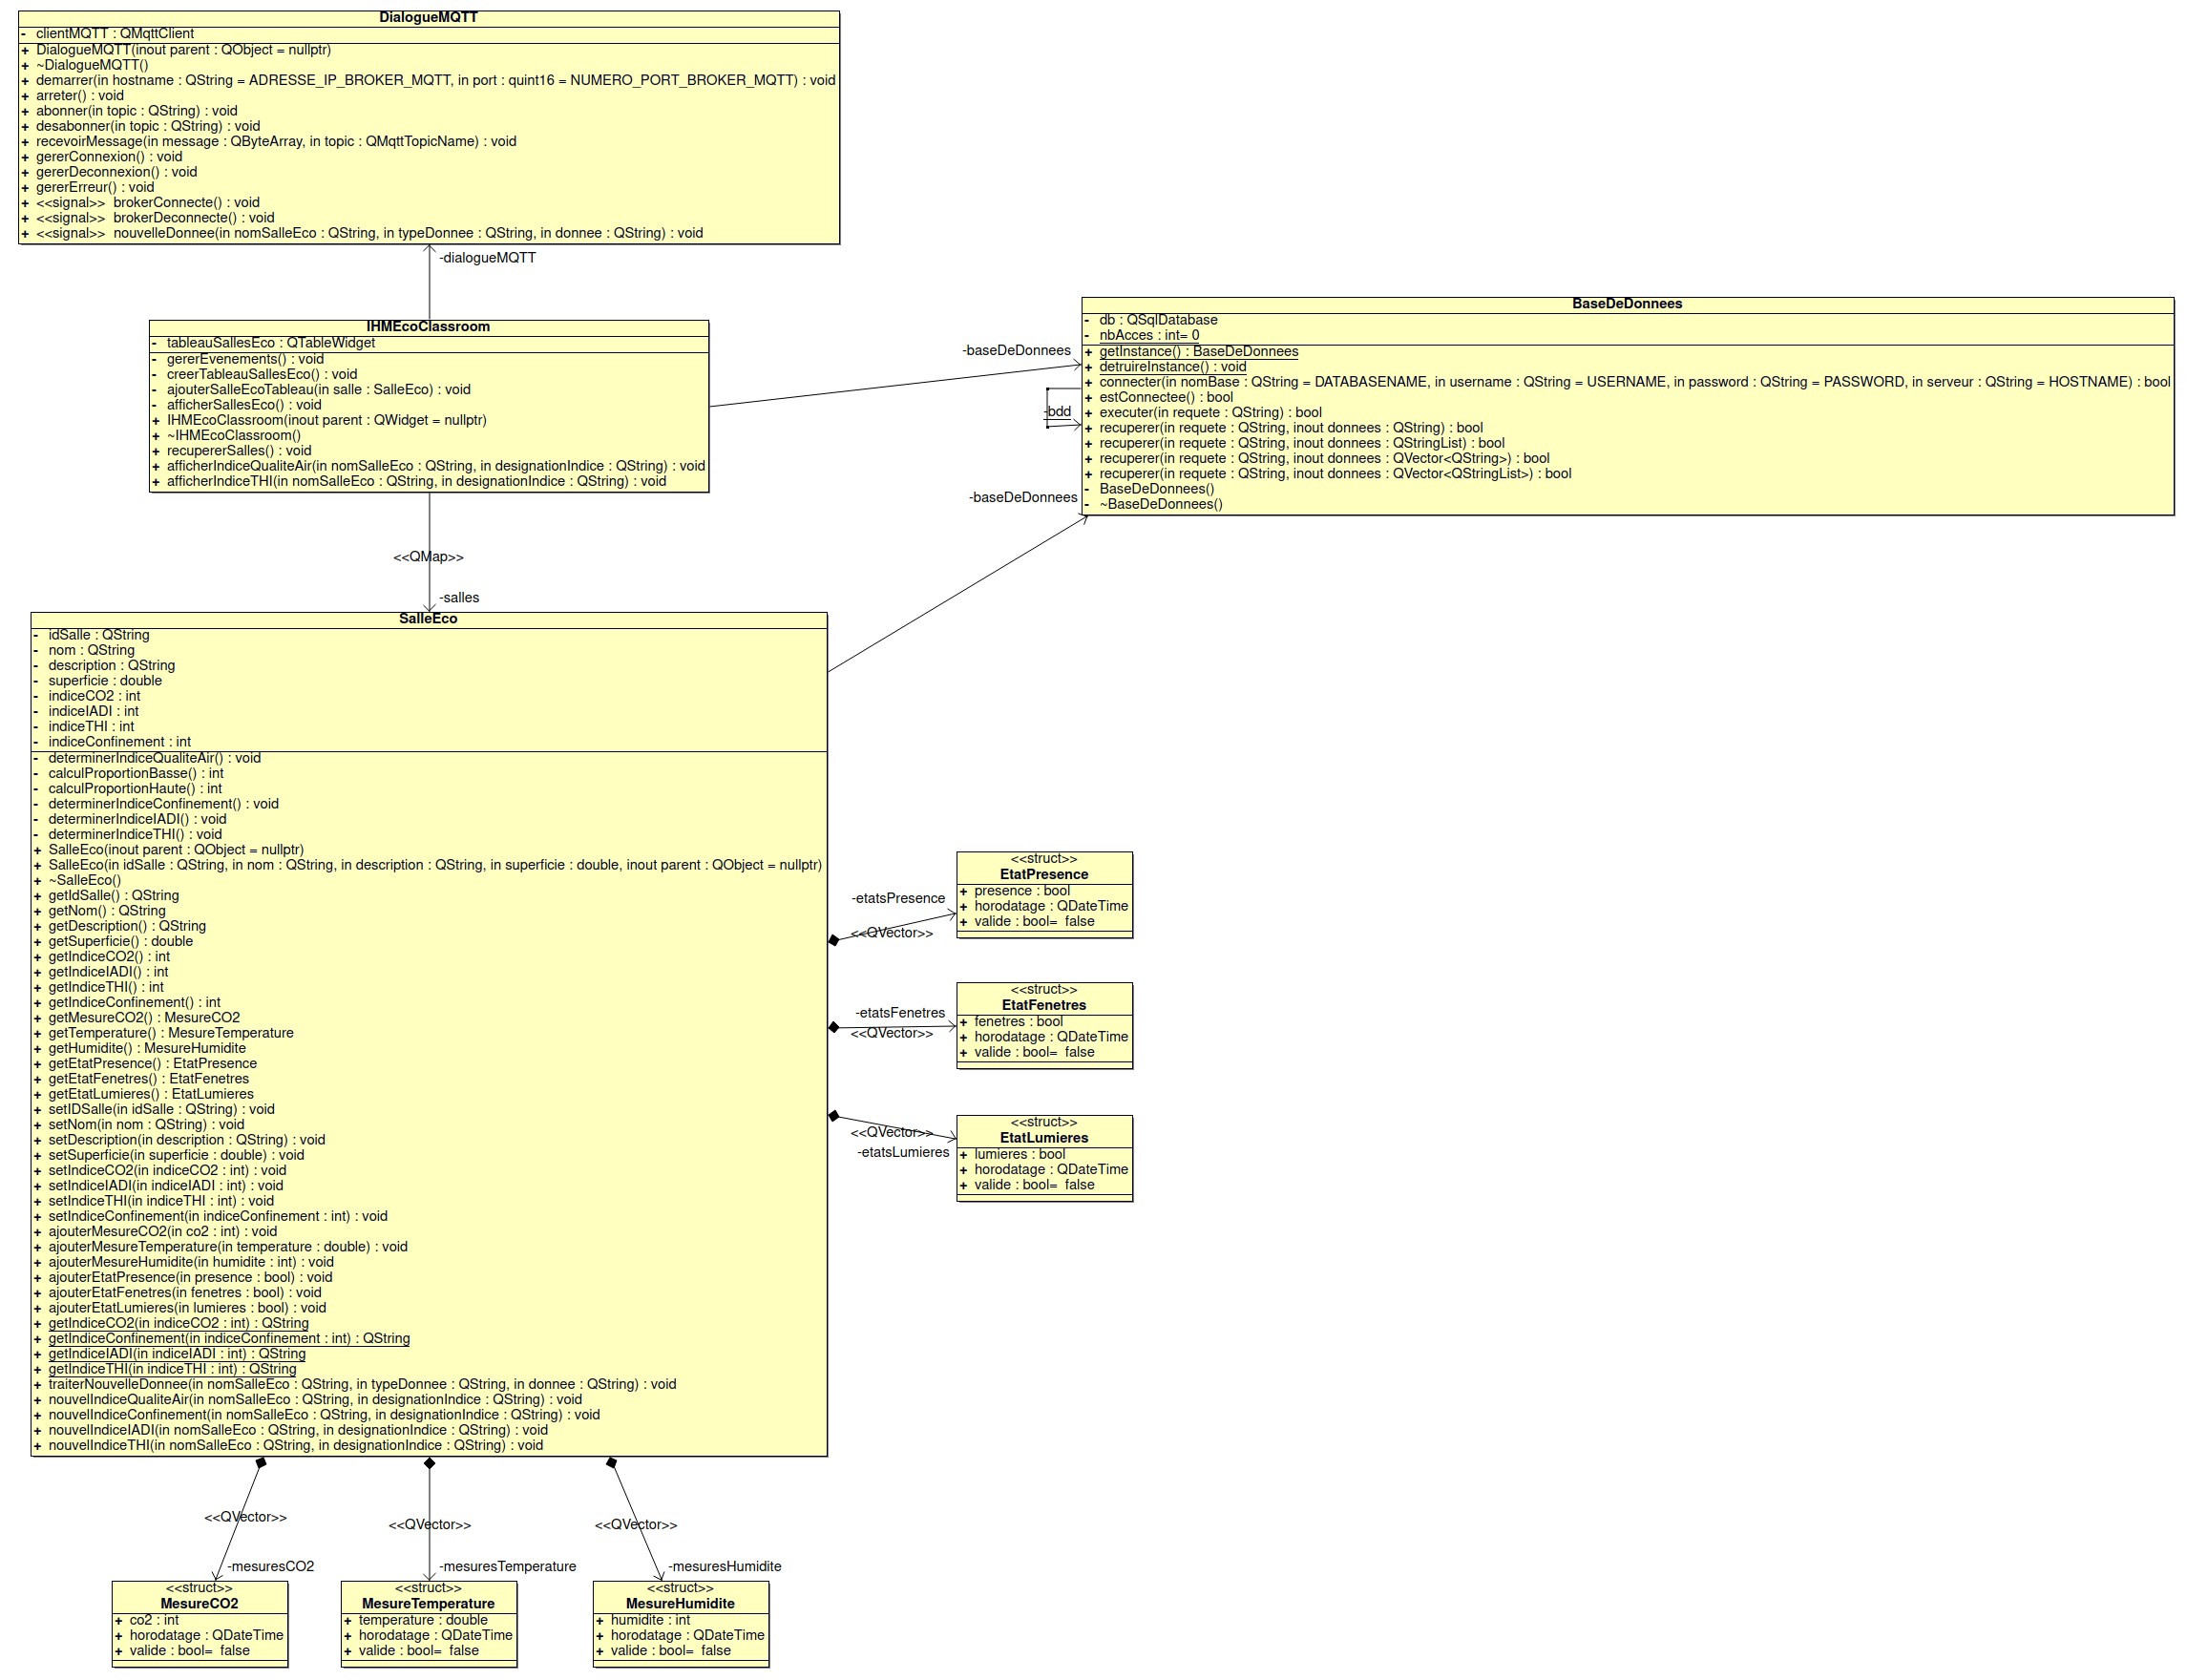 DialogueMQTT
- clientMQTT : QMqttClient
+ DialogueMQTT(inout parent : QObject = nullptr)
+ ~DialogueMQTT()
+ demarrer(in hostname : QString = ADRESSE_IP_BROKER_MQTT, in port : quint16 = NUMERO_PORT_BROKER_MQTT) : void
+ arreter() : void
+ abonner(in topic : QString) : void
+ desabonner(in topic : QString) : void
+ recevoirMessage(in message : QByteArray, in topic : QMqttTopicName) : void
+ gererConnexion() : void
+ gererDeconnexion() : void
+ gererErreur() : void
+ <<signal>> brokerConnecte() : void
+ <<signal>> brokerDeconnecte() : void
+ <<signal>> nouvelleDonnee(in nomSalleEco : QString, in typeDonnee : QString, in donnee : QString) : void
-dialogueMQTT
IHMEcoClassroom
- tableauSallesEco : QTableWidget
- gererEvenements() : void
- creerTableauSallesEco() : void
- ajouterSalleEcoTableau(in salle : SalleEco) : void
- afficherSallesEco() : void
+ IHMEcoClassroom(inout parent : QWidget = nullptr)
+ ~IHMEcoClassroom()
+ recupererSalles() : void
+ afficherIndiceQualiteAir(in nomSalleEco : QString, in designationIndice : QString) : void
+ afficherIndiceTHI(in nomSalleEco : QString, in designationIndice : QString) : void
-baseDeDonnees
BaseDeDonnees
- db : QSqlDatabase
- nbAcces : int= 0
+ getInstance() : BaseDeDonnees
+ detruireInstance() : void
+ connecter(in nomBase : QString = DATABASENAME, in username : QString = USERNAME, in password : QString = PASSWORD, in serveur : QString = HOSTNAME) : bool
+ estConnectee() : bool
+ executer(in requete : QString) : bool
+ recuperer(in requete : QString, inout donnees : QString) : bool
+ recuperer(in requete : QString, inout donnees : QStringList) : bool
+ recuperer(in requete : QString, inout donnees : QVector<QString>) : bool
+ recuperer(in requete : QString, inout donnees : QVector<QStringList>) : bool
- BaseDeDonnees()
- ~BaseDeDonnees()
-bdd
-baseDeDonnees
<<QMap>>
-salles
SalleEco
- idSalle : QString
- nom : QString
- description : QString
- superficie : double
- indiceCO2 : int
- indiceIADI : int
- indiceTHI : int
- indiceConfinement : int
- determinerIndiceQualiteAir() : void
- calculProportionBasse() : int
- calculProportionHaute() : int
- determinerIndiceConfinement() : void
- determinerIndiceIADI() : void
- determinerIndiceTHI() : void
+ SalleEco(inout parent : QObject = nullptr)
+ SalleEco(in idSalle : QString, in nom : QString, in description : QString, in superficie : double, inout parent : QObject = nullptr)
+ ~SalleEco()
+ getIdSalle() : QString
+ getNom() : QString
+ getDescription() : QString
+ getSuperficie() : double
+ getIndiceCO2() : int
+ getIndiceIADI() : int
+ getIndiceTHI() : int
+ getIndiceConfinement() : int
+ getMesureCO2() : MesureCO2
+ getTemperature() : MesureTemperature
+ getHumidite() : MesureHumidite
+ getEtatPresence() : EtatPresence
+ getEtatFenetres() : EtatFenetres
+ getEtatLumieres() : EtatLumieres
+ setIDSalle(in idSalle : QString) : void
+ setNom(in nom : QString) : void
+ setDescription(in description : QString) : void
+ setSuperficie(in superficie : double) : void
+ setIndiceCO2(in indiceCO2 : int) : void
+ setIndiceIADI(in indiceIADI : int) : void
+ setIndiceTHI(in indiceTHI : int) : void
+ setIndiceConfinement(in indiceConfinement : int) : void
+ ajouterMesureCO2(in co2 : int) : void
+ ajouterMesureTemperature(in temperature : double) : void
+ ajouterMesureHumidite(in humidite : int) : void
+ ajouterEtatPresence(in presence : bool) : void
+ ajouterEtatFenetres(in fenetres : bool) : void
+ ajouterEtatLumieres(in lumieres : bool) : void
+ getIndiceCO2(in indiceCO2 : int) : QString
+ getIndiceConfinement(in indiceConfinement : int) : QString
+ getIndiceIADI(in indiceIADI : int) : QString
+ getIndiceTHI(in indiceTHI : int) : QString
+ traiterNouvelleDonnee(in nomSalleEco : QString, in typeDonnee : QString, in donnee : QString) : void
+ nouvelIndiceQualiteAir(in nomSalleEco : QString, in designationIndice : QString) : void
+ nouvelIndiceConfinement(in nomSalleEco : QString, in designationIndice : QString) : void
+ nouvelIndiceIADI(in nomSalleEco : QString, in designationIndice : QString) : void
+ nouvelIndiceTHI(in nomSalleEco : QString, in designationIndice : QString) : void
-etatsPresence
<<QVector>>
<<struct>>
EtatPresence
+ presence : bool
+ horodatage : QDateTime
+ valide : bool= false
-etatsFenetres
<<QVector>>
<<struct>>
EtatFenetres
+ fenetres : bool
+ horodatage : QDateTime
+ valide : bool= false
<<QVector>>
-etatsLumieres
<<struct>>
EtatLumieres
+ lumieres : bool
+ horodatage : QDateTime
+ valide : bool= false
<<QVector>>
-mesuresCO2
<<struct>>
MesureCO2
+ co2 : int
+ horodatage : QDateTime
+ valide : bool= false
<<QVector>>
-mesuresTemperature
<<struct>>
MesureTemperature
+ temperature : double
+ horodatage : QDateTime
+ valide : bool= false
<<QVector>>
-mesuresHumidite
<<struct>>
MesureHumidite
+ humidite : int
+ horodatage : QDateTime
+ valide : bool= false